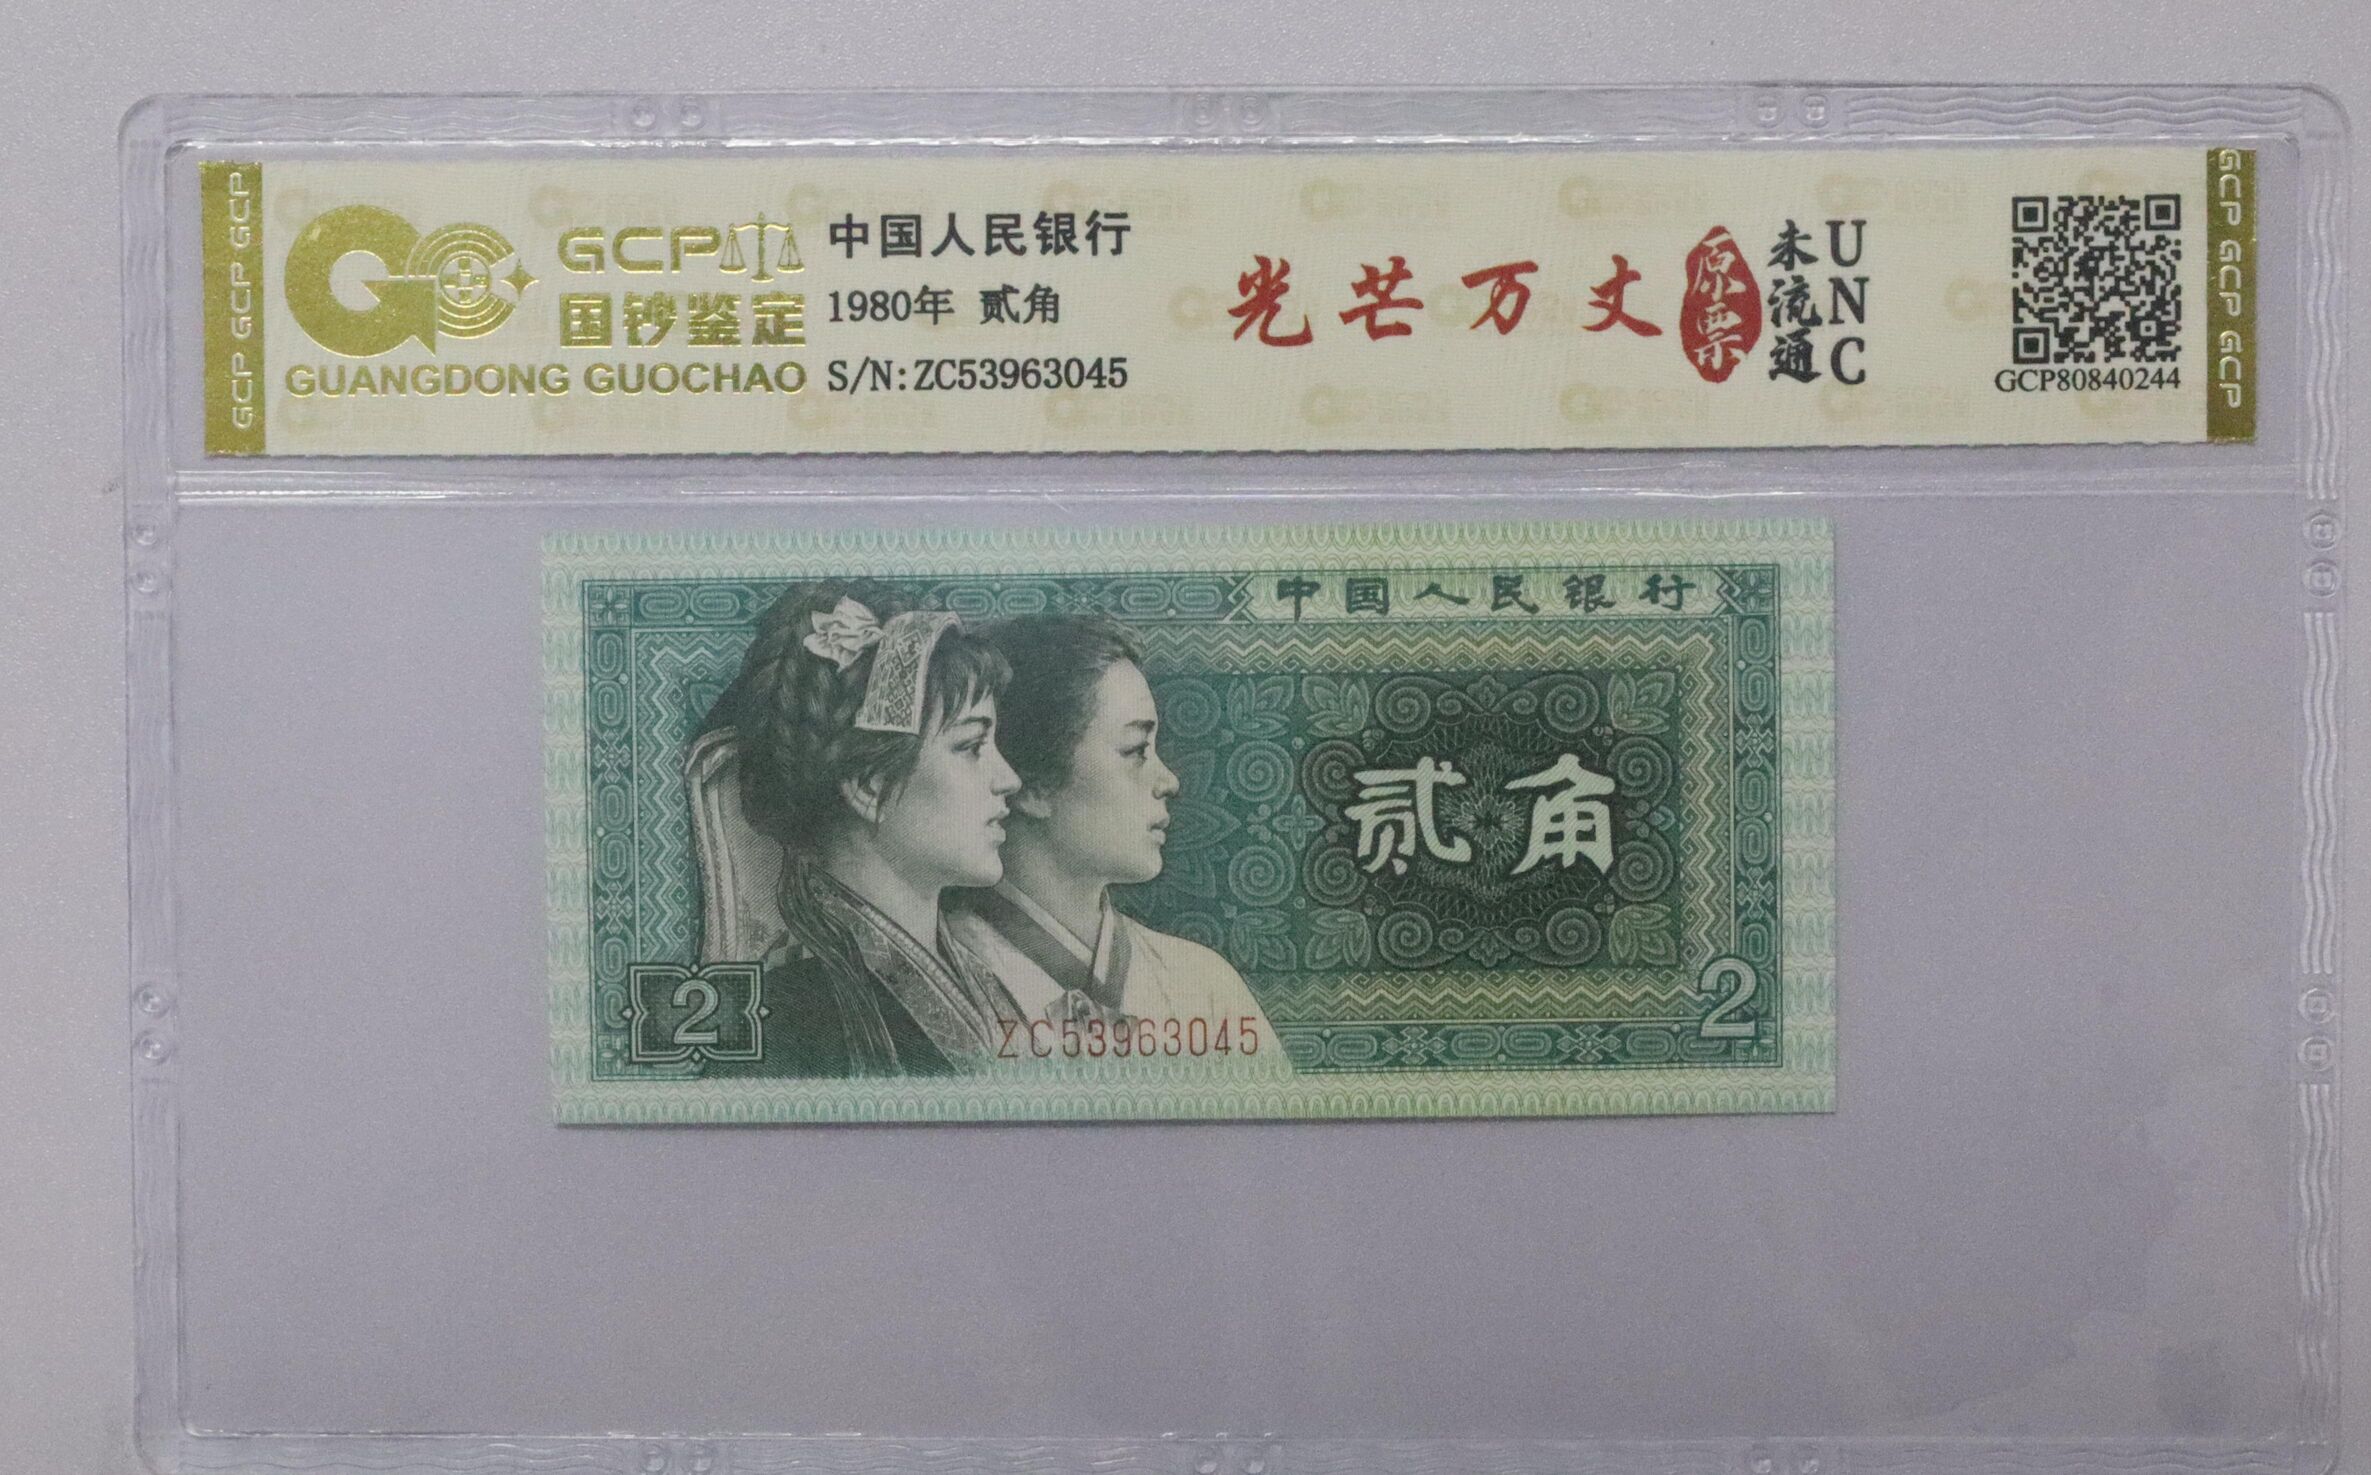 GCP GCP GCP
GCP
国钞鉴定
GUANGDONG GUOCHAO
中国人民银行
1980年 贰角
S/N:ZC53963045
光芒万丈
原票
未流通
UNC
GCP80840244
GCP GCP GCP
中国人民银行
贰角
2
ZC53963045
2